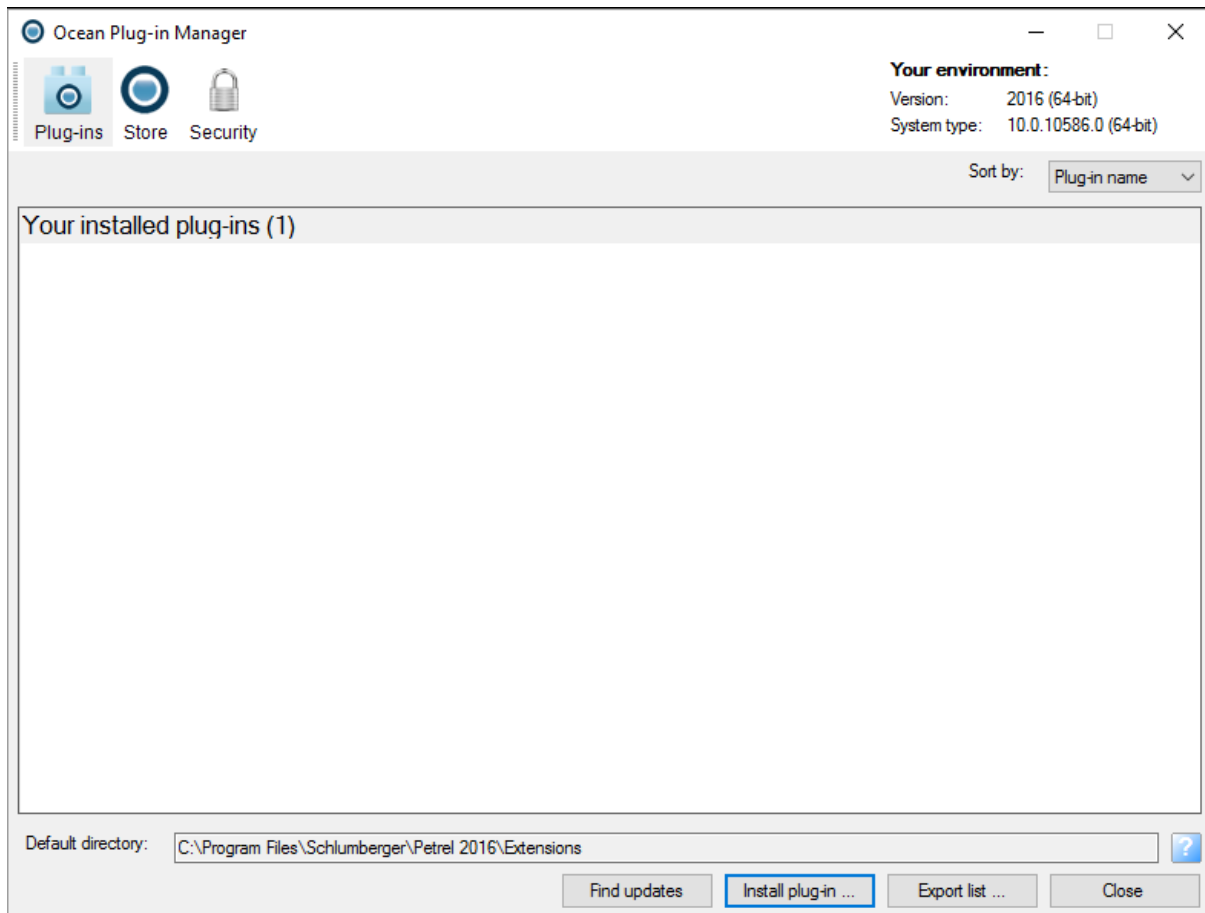 Ocean Plug-in Manager
Plug-ins
Store
Security
Your environment:
Version: 2016 (64-bit)
System type: 10.0.10586.0 (64-bit)
Sort by: Plug-in name
Your installed plug-ins (1)
Default directory: C:\Program Files\Schlumberger\Petrel 2016\Extensions
?
Find updates
Install plug-in ...
Export list ...
Close